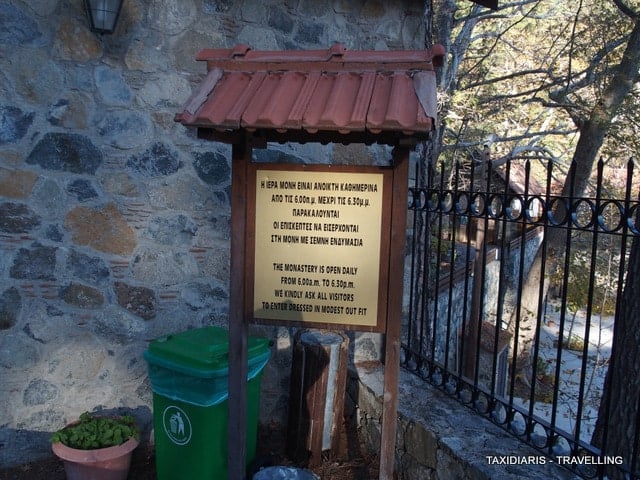 Η ΙΕΡΑ ΜΟΝΗ ΕΙΝΑΙ ΑΝΟΙΚΤΗ ΚΑΘΗΜΕΡΙΝΑ
ΑΠΟ ΤΙΣ 6.00π.μ. ΜΕΧΡΙ ΤΙΣ 6.30μ.μ.
ΠΑΡΑΚΑΛΟΥΝΤΑΙ
ΟΙ ΕΠΙΣΚΕΠΤΕΣ ΝΑ ΕΙΣΕΡΧΟΝΤΑΙ
ΣΤΗ ΜΟΝΗ ΜΕ ΣΕΜΝΗ ΕΝΔΥΜΑΣΙΑ
THE MONASTERY IS OPEN DAILY
FROM 6.00a.m. TO 6.30p.m.
WE KINDLY ASK ALL VISITORS
TO ENTER DRESSED IN MODEST OUT FIT
TAXIDIARIS - TRAVELLING